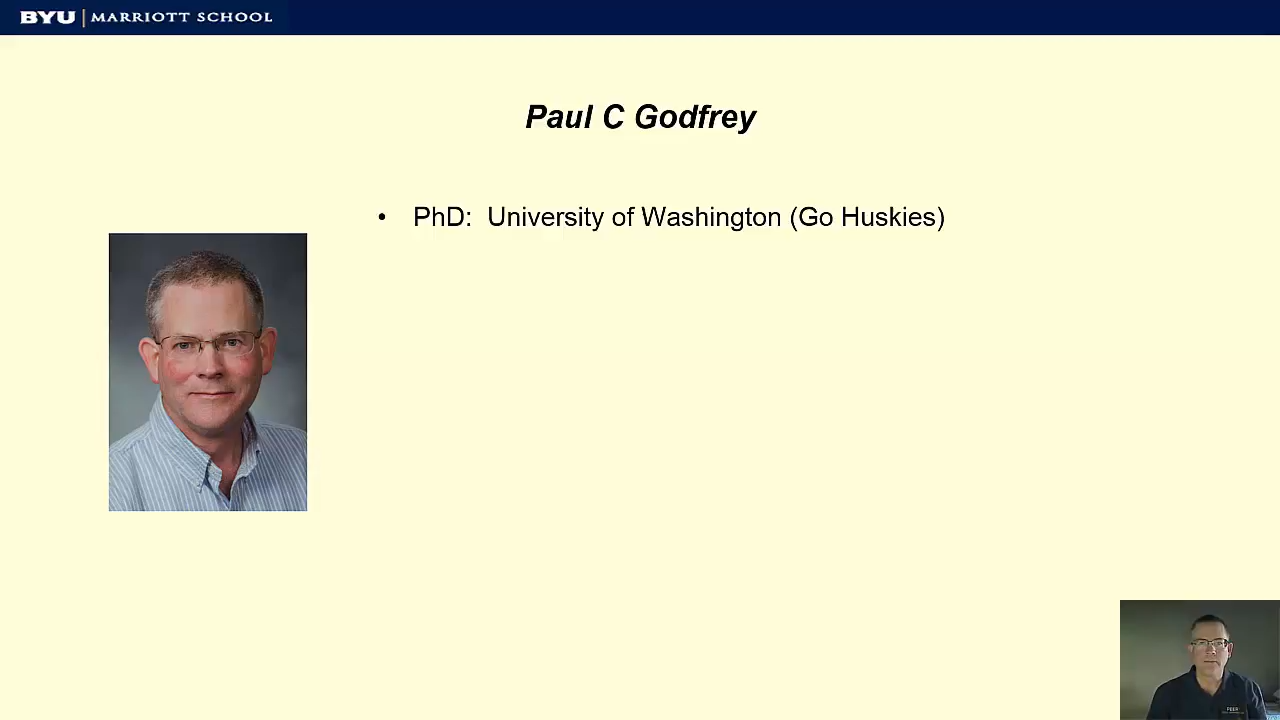 BYU | MARRIOTT SCHOOL
Paul C Godfrey
• PhD: University of Washington (Go Huskies)